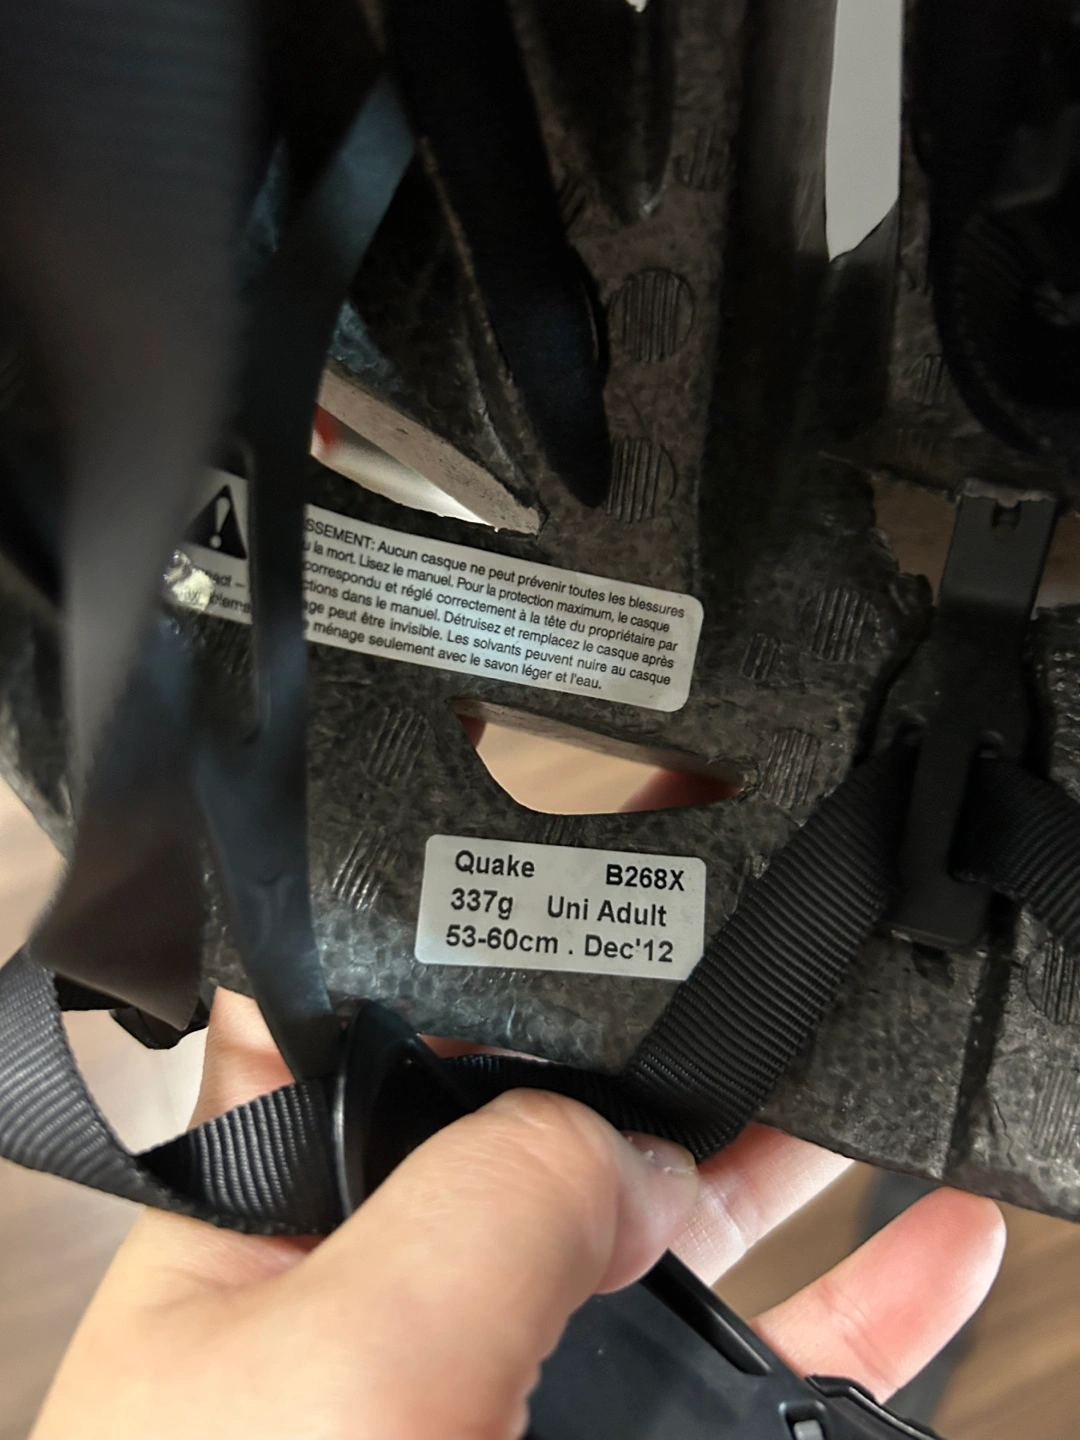 SSEMENT: Aucun casque ne peut prévenir toutes les blessures
la mort. Lisez le manuel. Pour la protection maximum, le casque
correspondu et réglé correctement à la tête du propriétaire par
ctions dans le manuel. Détruisez et remplacez le casque après
age peut être invisible. Les solvants peuvent nuire au casque
ménage seulement avec le savon léger et l'eau.
Quake B268X
337g Uni Adult
53-60cm . Dec'12